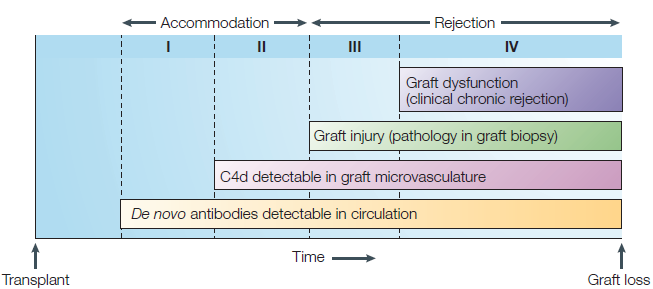 Accommodation Rejection
I II III IV
Graft dysfunction
(clinical chronic rejection)
Graft injury (pathology in graft biopsy)
C4d detectable in graft microvasculature
De novo antibodies detectable in circulation
Time
Transplant Graft loss